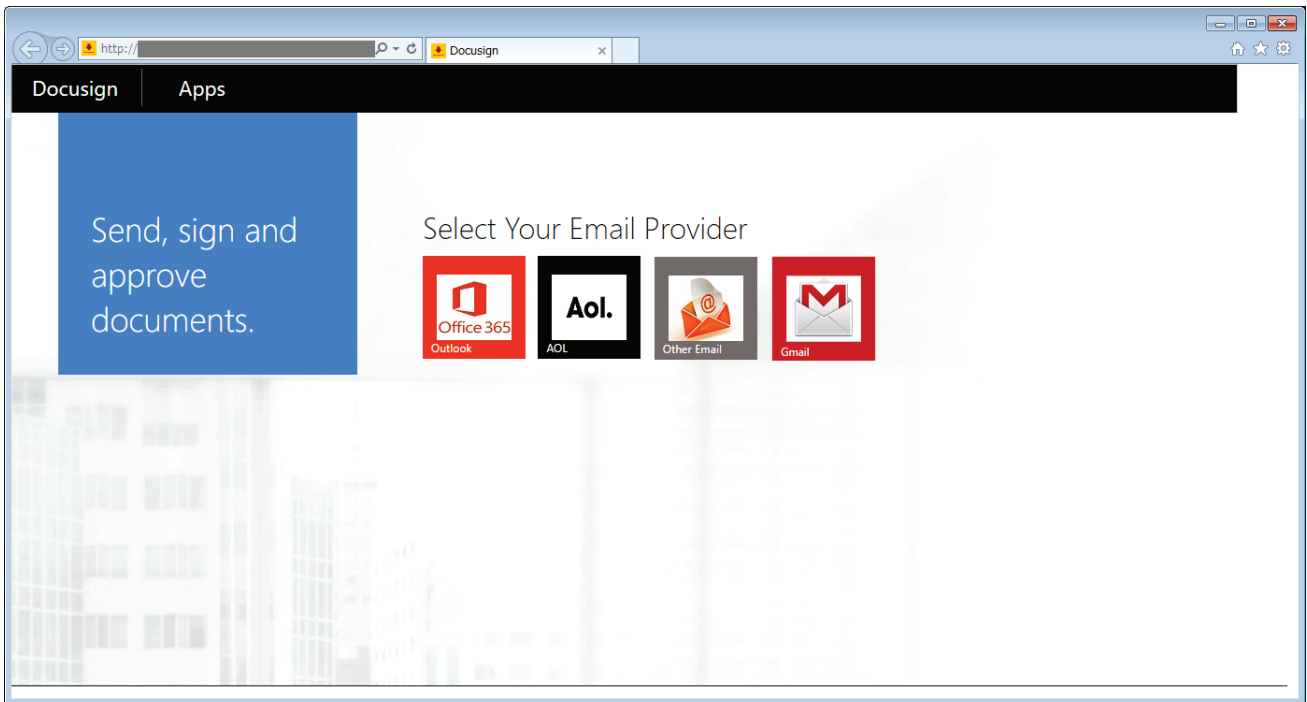 http://
Docusign
Docusign
Apps
Send, sign and
approve
documents.
Select Your Email Provider
Office 365
Outlook
Aol.
AOL
@
Other Email
M
Gmail